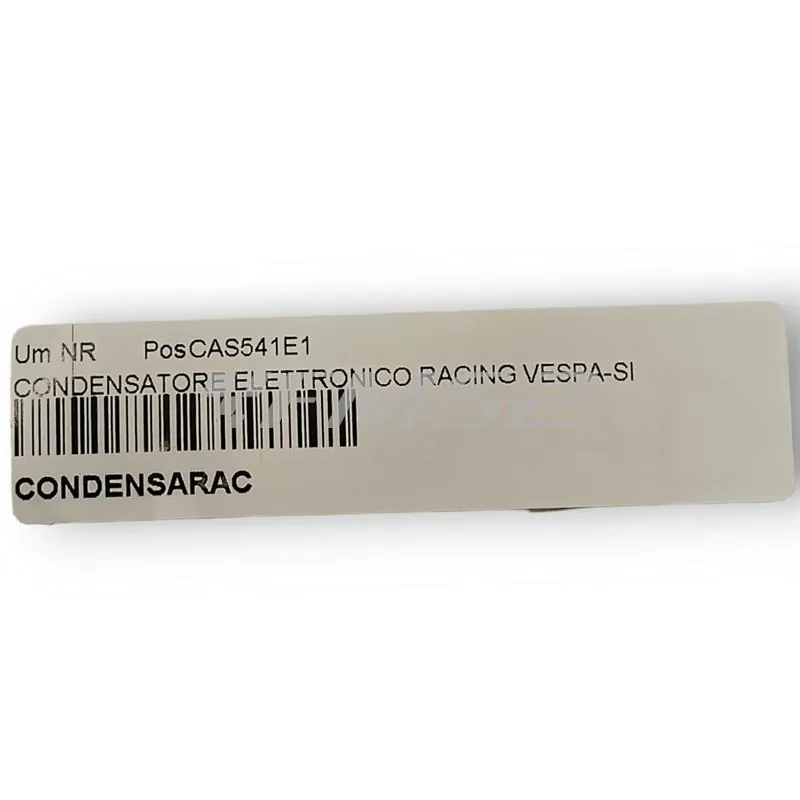 Um NR PosCAS541E1
CONDENSATORE ELETTRONICO RACING VESPA-SI
CONDENSARAC